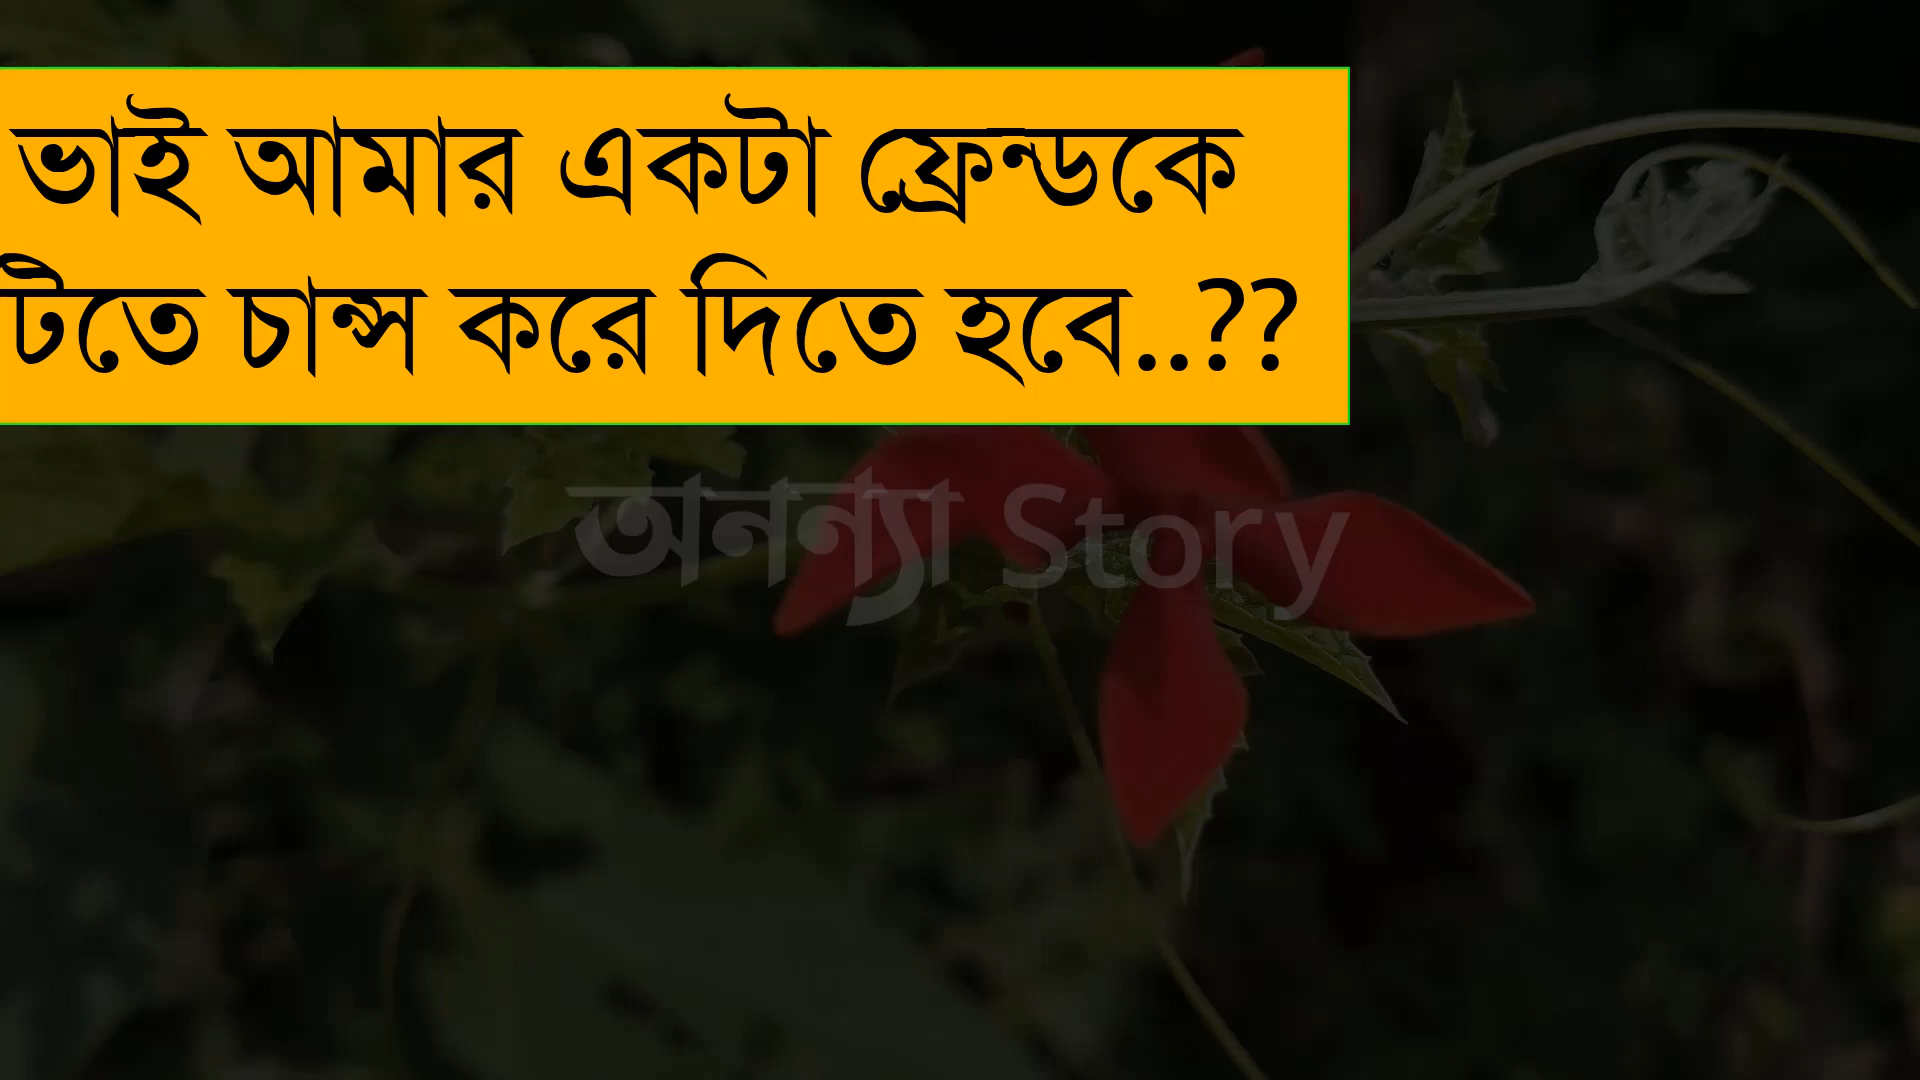 ভাই আমার একটা ফ্রেন্ডকে
টিতে চান্স করে দিতে হবে..??
অনন্যা Story